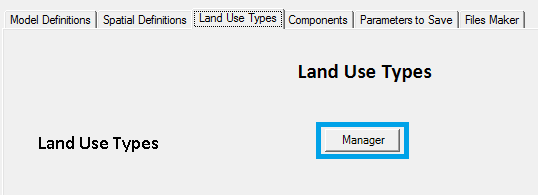 Model Definitions Spatial Definitions Land Use Types Components Parameters to Save Files Maker
Land Use Types
Land Use Types Manager